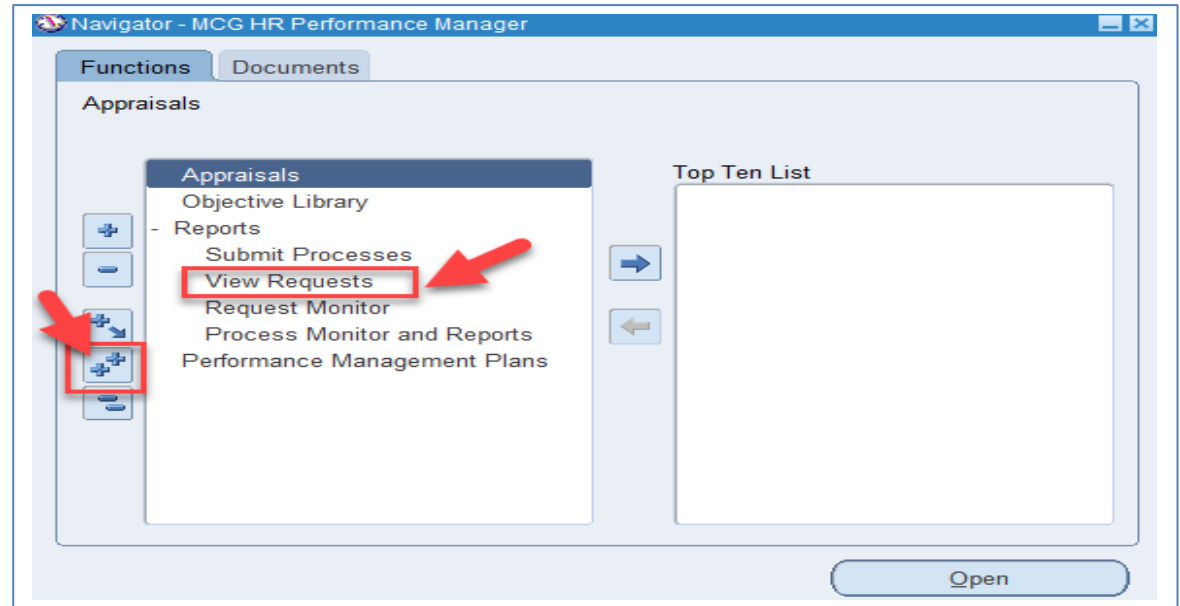 Navigator - MCG HR Performance Manager
Functions Documents
Appraisals
Appraisals
Objective Library
- Reports
Submit Processes
View Requests
Request Monitor
Process Monitor and Reports
Performance Management Plans
Top Ten List
Open